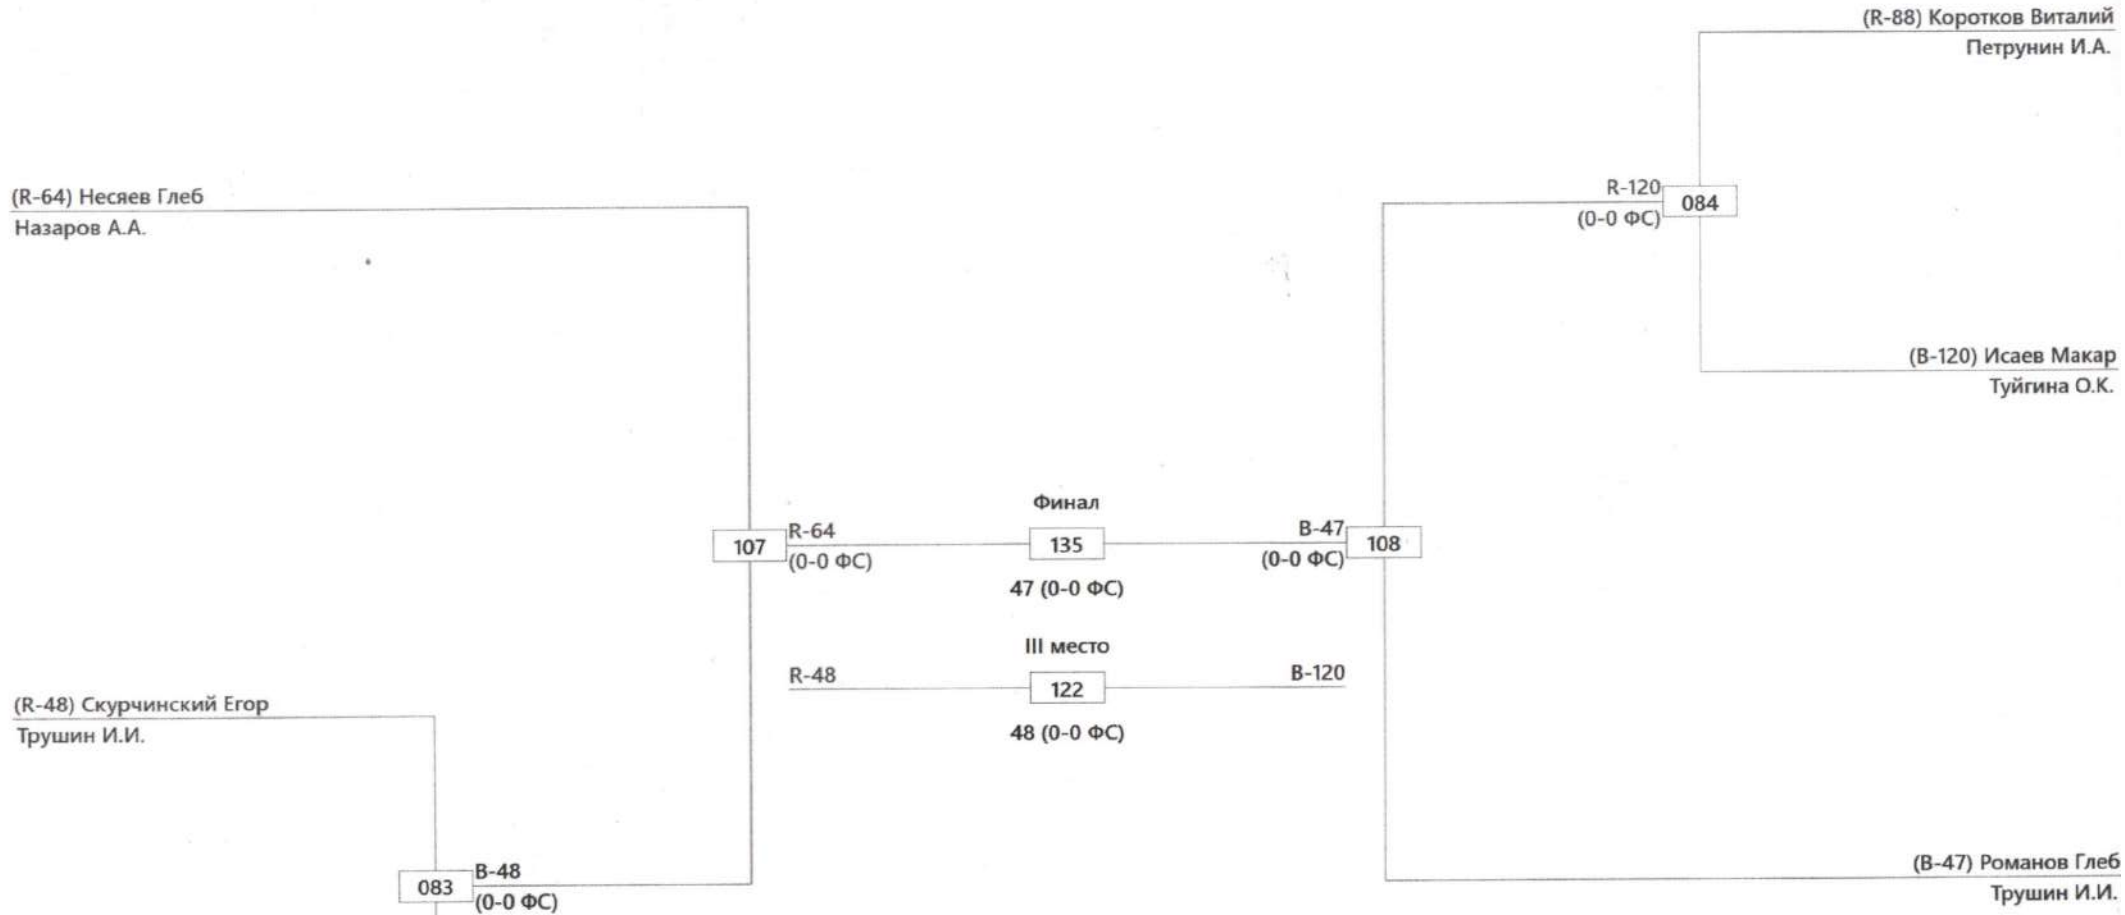 (R-88) Коротков Виталий
Петрунин И.А.
(R-64) Несяев Глеб
Назаров А.А.
R-120
(0-0 ФС)
084
(B-120) Исаев Макар
Туйгина О.К.
Финал
107
R-64
(0-0 ФС)
135
B-47
(0-0 ФС)
108
47 (0-0 ФС)
III место
R-48
122
B-120
48 (0-0 ФС)
(R-48) Скурчинский Егор
Трушин И.И.
083
B-48
(0-0 ФС)
(B-47) Романов Глеб
Трушин И.И.